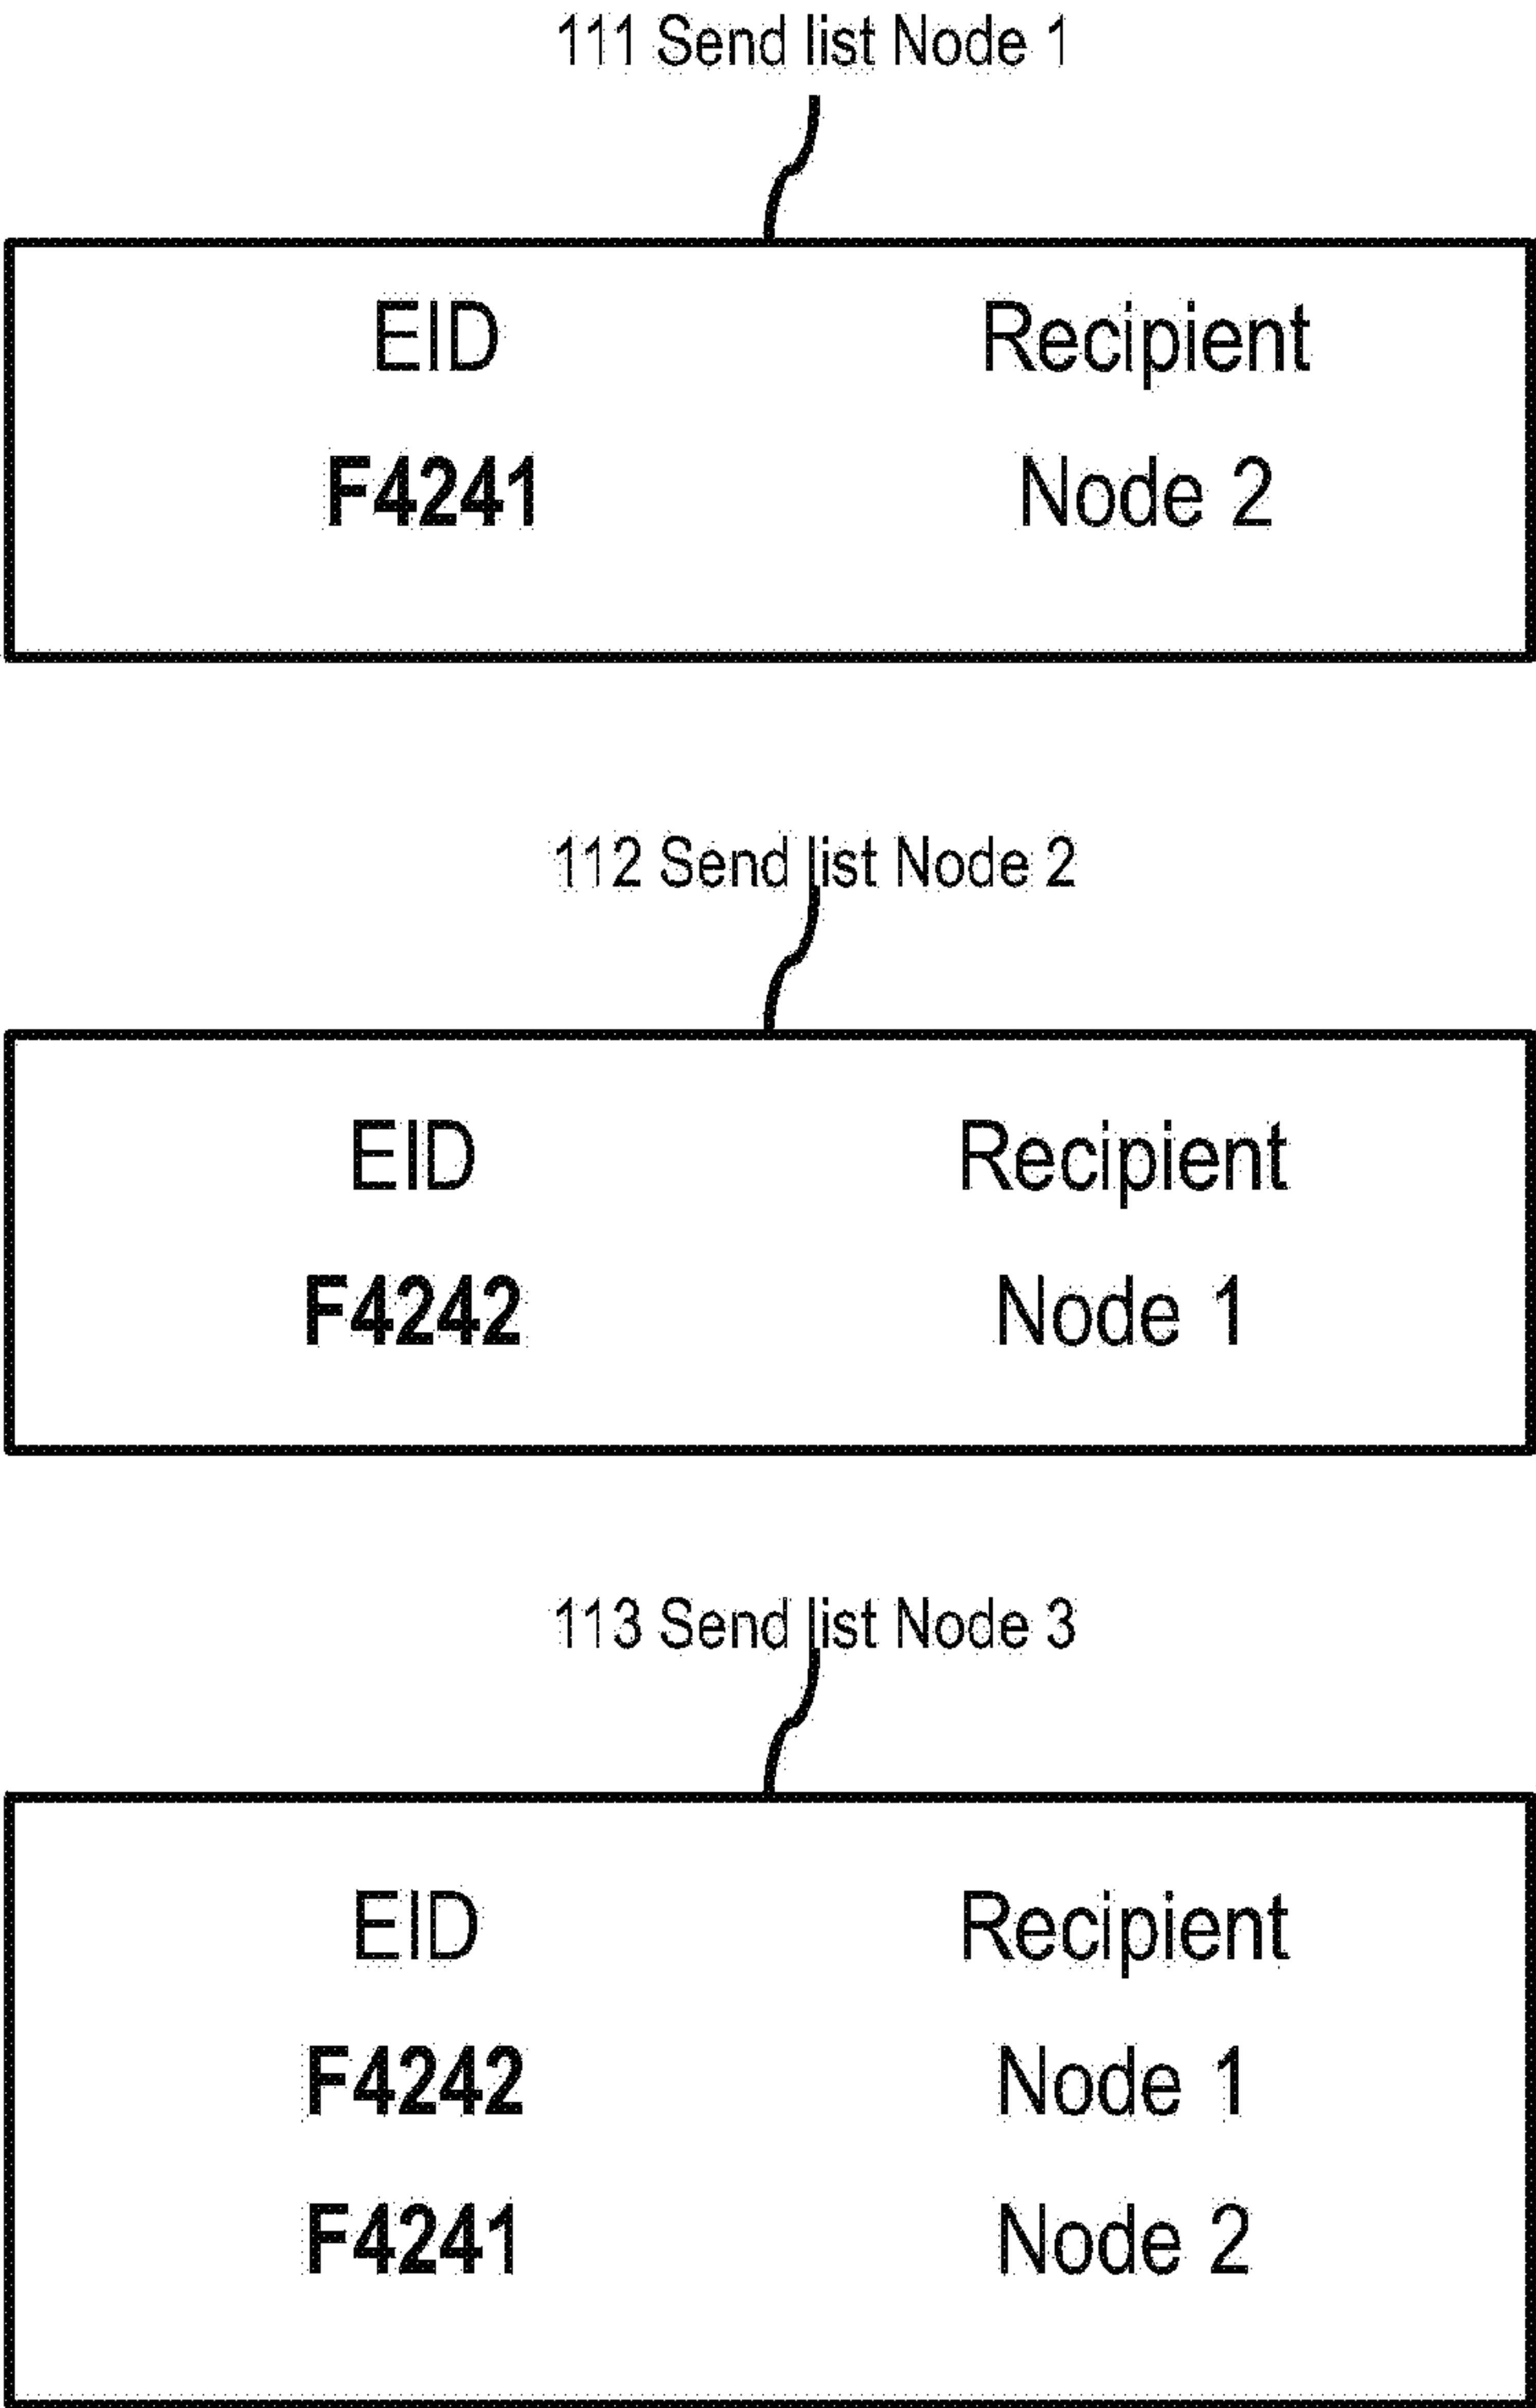 111 Send list Node 1
EID Recipient
F4241 Node 2
112 Send list Node 2
EID Recipient
F4242 Node 1
113 Send list Node 3
EID Recipient
F4242 Node 1
F4241 Node 2